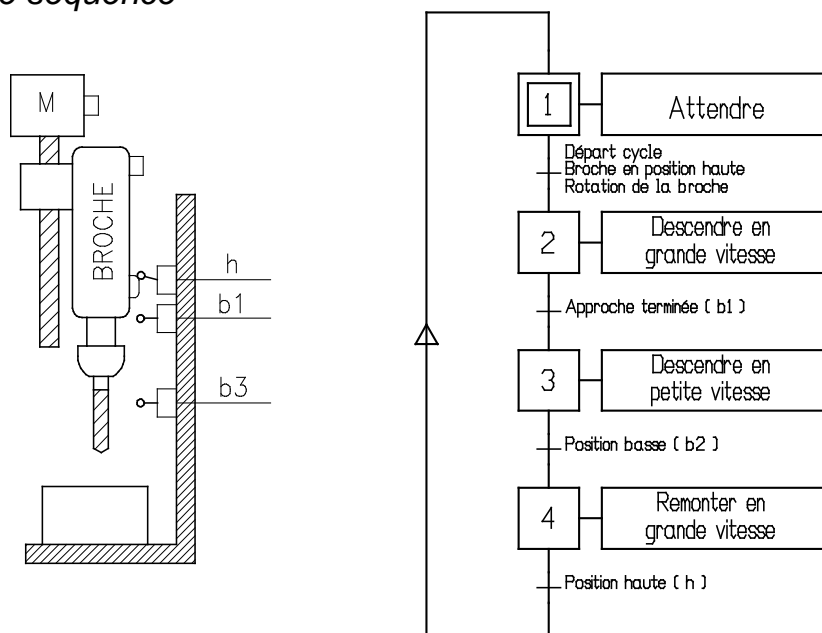 M
BROCHE
h
b1
b3
1
Attendre
Départ cycle
Broche en position haute
Rotation de la broche
2
Descendre en
grande vitesse
Approche terminée ( b1 )
3
Descendre en
petite vitesse
Position basse ( b2 )
4
Remonter en
grande vitesse
Position haute ( h )